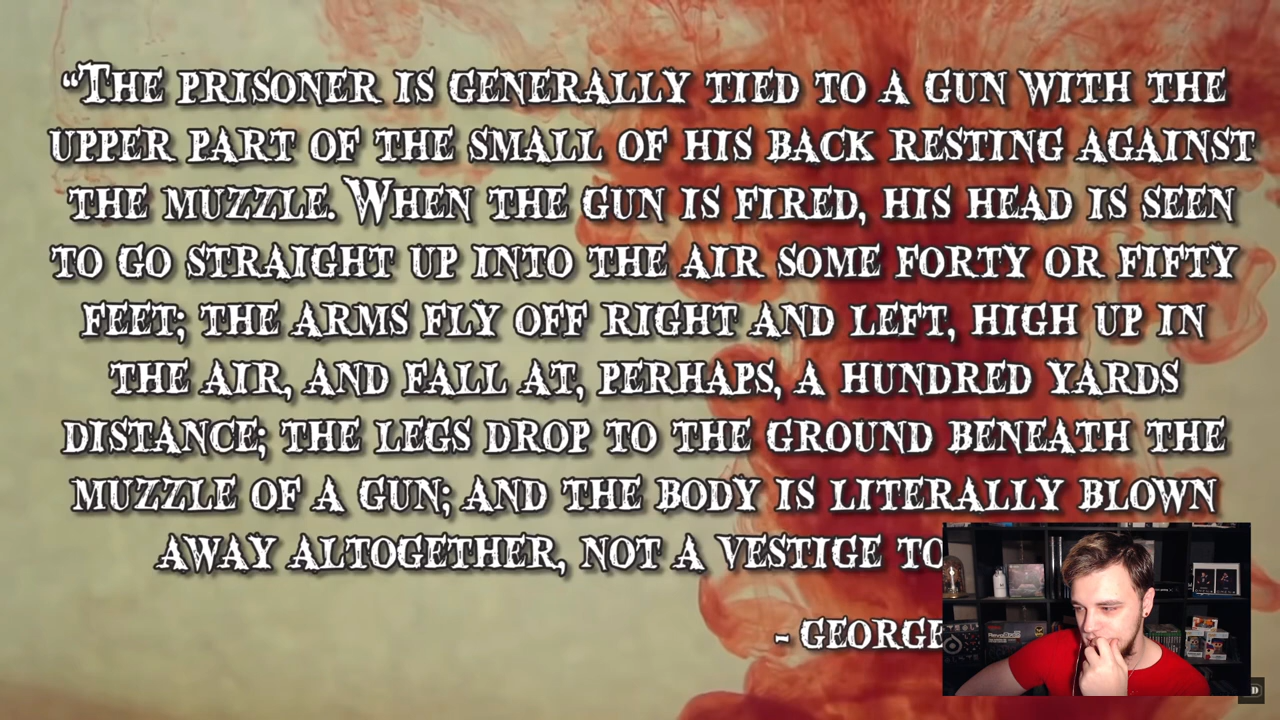 “The prisoner is generally tied to a gun with the
upper part of the small of his back resting against
the muzzle. When the gun is fired, his head is seen
to go straight up into the air some forty or fifty
feet; the arms fly off right and left, high up in
the air, and fall at, perhaps, a hundred yards
distance; the legs drop to the ground beneath the
muzzle of a gun; and the body is literally blown
away altogether, not a vestige to
- George